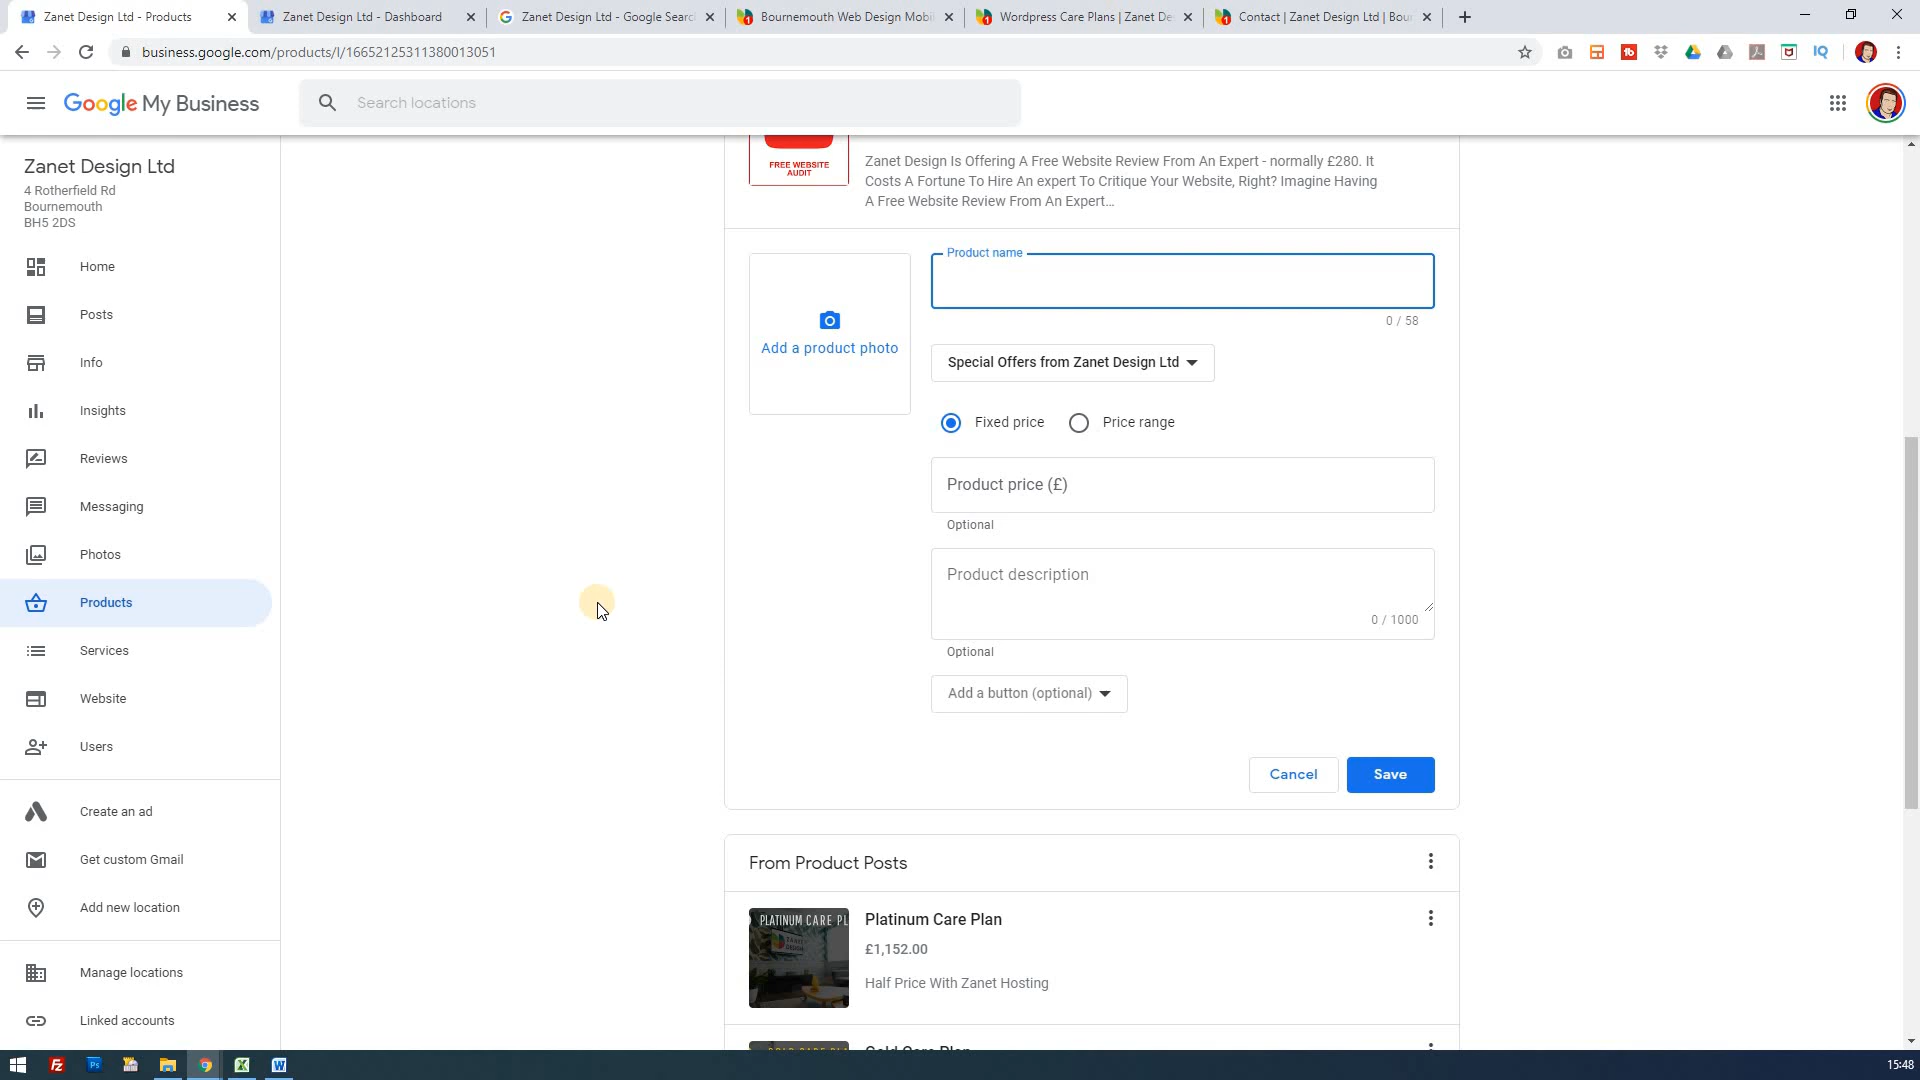 Zanet Design Ltd - Products
Zanet Design Ltd - Dashboard
Zanet Design Ltd - Google Searc
Bournemouth Web Design Mobil
Wordpress Care Plans | Zanet De
Contact | Zanet Design Ltd | Bour
business.google.com/products/l/16652125311380013051
Google My Business
Search locations
Zanet Design Ltd
4 Rotherfield Rd
Bournemouth
BH5 2DS
Home
Posts
Info
Insights
Reviews
Messaging
Photos
Products
Services
Website
Users
Create an ad
Get custom Gmail
Add new location
Manage locations
Linked accounts
FREE WEBSITE
AUDIT
Zanet Design Is Offering A Free Website Review From An Expert - normally £280. It
Costs A Fortune To Hire An expert To Critique Your Website, Right? Imagine Having
A Free Website Review From An Expert...
Add a product photo
Product name
0 / 58
Special Offers from Zanet Design Ltd
Fixed price
Price range
Product price (£)
Optional
Product description
0 / 1000
Optional
Add a button (optional)
Cancel
Save
From Product Posts
PLATINUM CARE PL
Platinum Care Plan
£1,152.00
Half Price With Zanet Hosting
Gold Care Plan
15:48